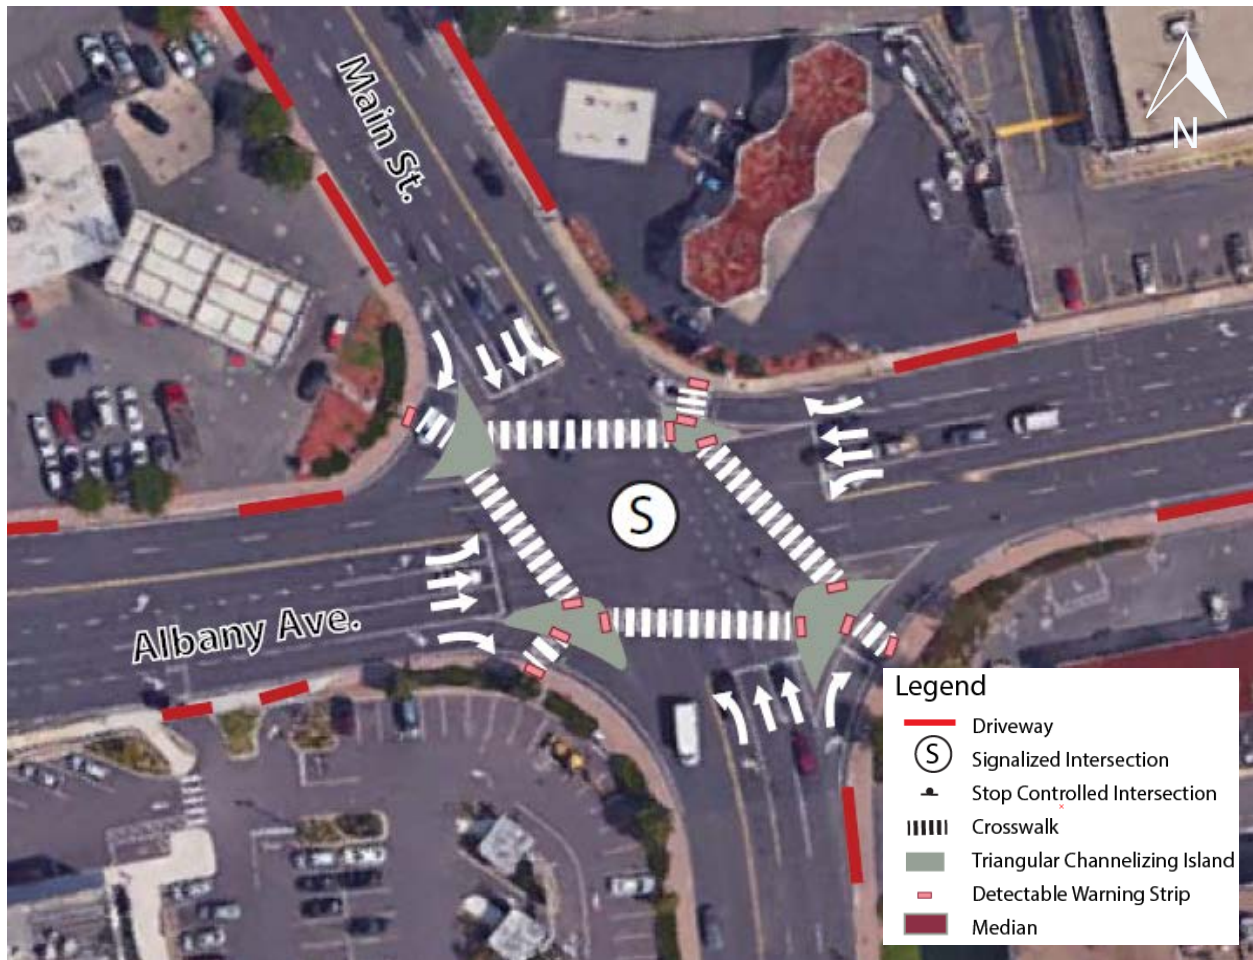 Main St.
N
S
Albany Ave.
Legend
Driveway
S
Signalized Intersection
Stop Controlled Intersection
Crosswalk
Triangular Channelizing Island
Detectable Warning Strip
Median